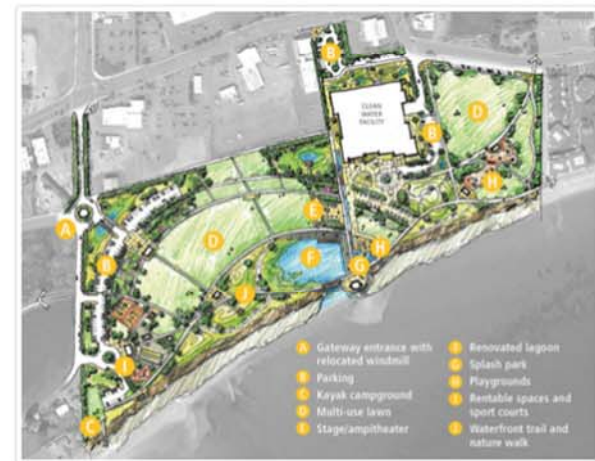 B
CLEAN
WATER
FACILITY
D
B
H
E
A
D
B
F
G
H
J
I
C
A Gateway entrance with
relocated windmill
B Parking
C Kayak campground
D Multi-use lawn
E Stage/ampitheater
Renovated lagoon
G Splash park
H Playgrounds
Rentable spaces and
sport courts
Waterfront trail and
nature walk